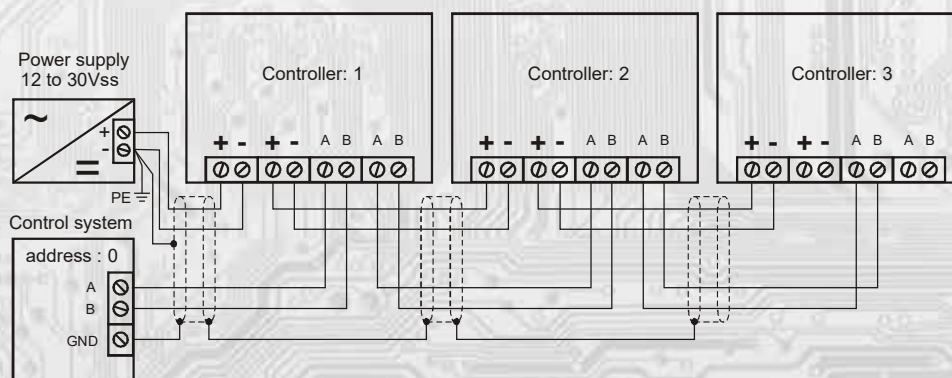 Power supply
12 to 30Vss
~
+
-
=
PE
Control system
address : 0
A
B
GND
Controller: 1
+ - + - A B A B
Controller: 2
+ - + - A B A B
Controller: 3
+ - + - A B A B